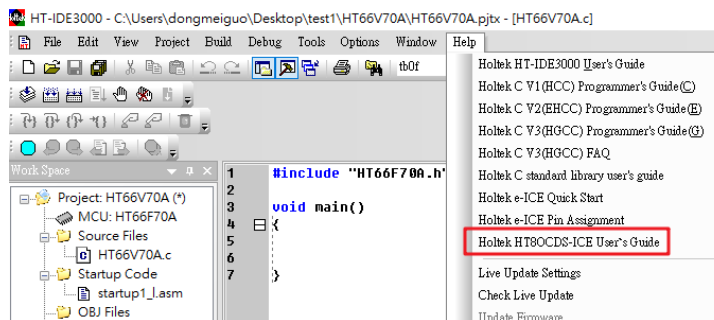 HT-IDE3000 - C:\Users\dongmeiguo\Desktop\test1\HT66V70A\HT66V70A.pjtx - [HT66V70A.c]
File Edit View Project Build Debug Tools Options Window Help
tb0f
Work Space
Project: HT66V70A (*)
MCU: HT66F70A
Source Files
HT66V70A.c
Startup Code
startup1_l.asm
OBJ Files
1 #include "HT66F70A.h"
2
3 void main()
4 {
5
6
7 }
Holtek HT-IDE3000 User's Guide
Holtek C V1(HCC) Programmer's Guide(C)
Holtek C V2(EHCC) Programmer's Guide(E)
Holtek C V3(HGCC) Programmer's Guide(G)
Holtek C V3(HGCC) FAQ
Holtek C standard library user's guide
Holtek e-ICE Quick Start
Holtek e-ICE Pin Assignment
Holtek HT8OCDS-ICE User`s Guide
Live Update Settings
Check Live Update
Update Firmware